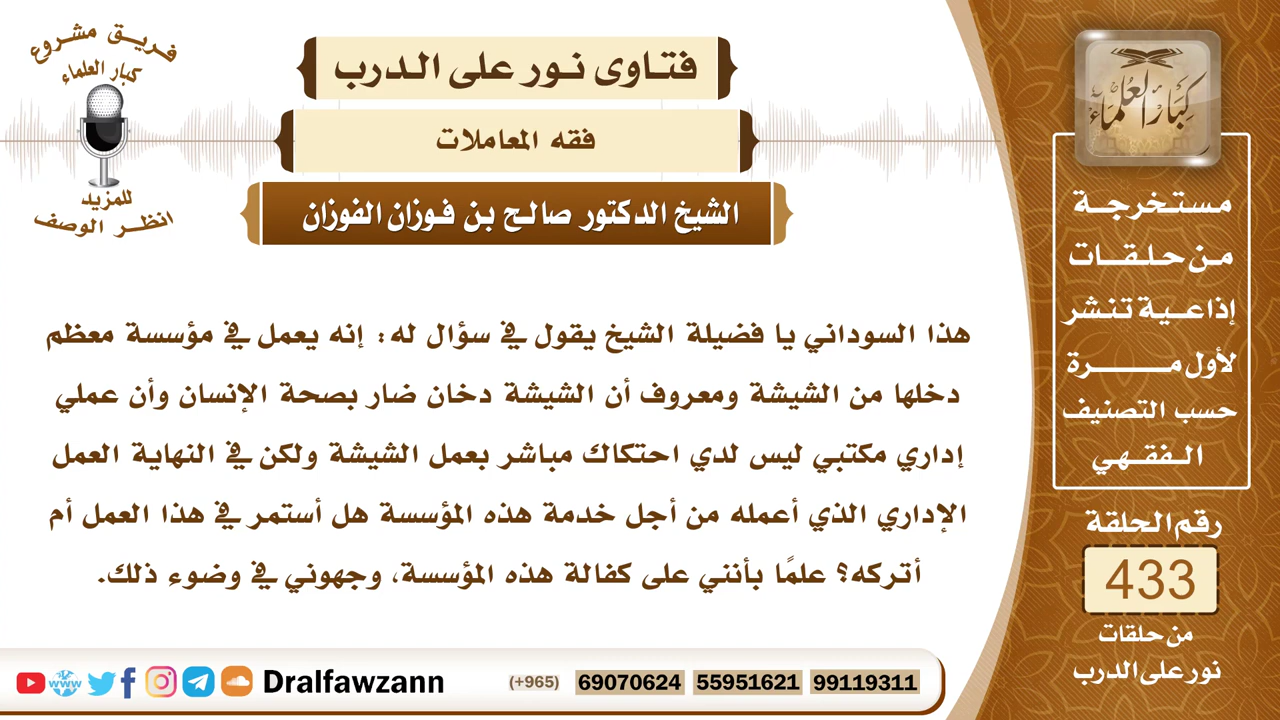 فريق مشروع
كبار العلماء
للمزيد
انظر الوصف
فتاوى نور على الدرب
فقه المعاملات
الشيخ الدكتور صالح بن فوزان الفوزان
هذا السوداني يا فضيلة الشيخ يقول في سؤال له: إنه يعمل في مؤسسة معظم
دخلها من الشيشة ومعروف أن الشيشة دخان ضار بصحة الإنسان وأن عملي
إداري مكتبي ليس لدي احتكاك مباشر بعمل الشيشة ولكن في النهاية العمل
الإداري الذي أعمله من أجل خدمة هذه المؤسسة هل أستمر في هذا العمل أم
أتركه؟ علمًا بأنني على كفالة هذه المؤسسة، وجهوني في وضوء ذلك.
كبار العلماء
مستخرجة
من حلقات
إذاعية تنشر
لأول مرة
حسب التصنيف
الفقهي
رقم الحلقة
433
من حلقات
نور على الدرب
www Dralfawzann (+965) 69070624 55951621 99119311